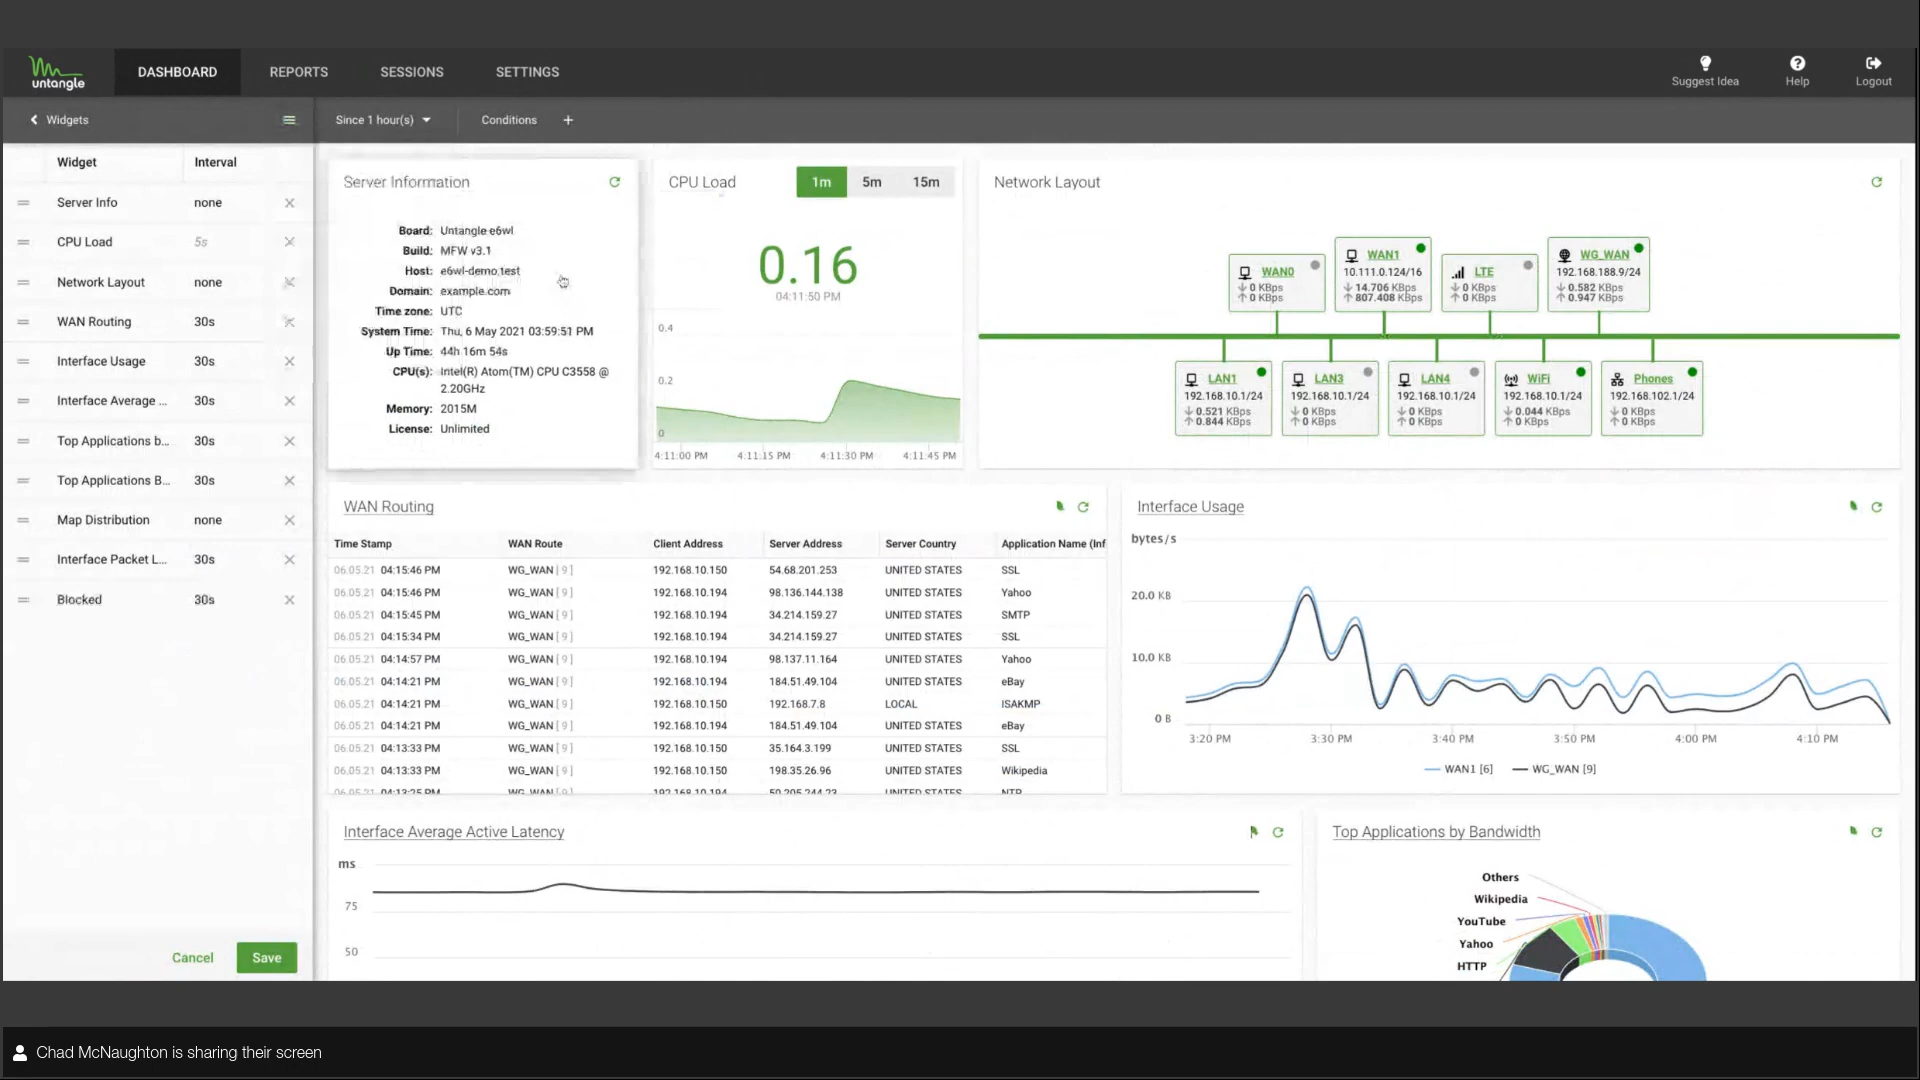 untangle
DASHBOARD REPORTS SESSIONS SETTINGS
Suggest Idea Help Logout
Widgets
Since 1 hour(s) Conditions +
Widget Interval
Server Info none
CPU Load 5s
Network Layout none
WAN Routing 30s
Interface Usage 30s
Interface Average ... 30s
Top Applications b... 30s
Top Applications B... 30s
Map Distribution none
Interface Packet L... 30s
Blocked 30s
Cancel Save
Server Information
Board: Untangle e6wl
Build: MFW v3.1
Host: e6wl-demo.test
Domain: example.com
Time zone: UTC
System Time: Thu, 6 May 2021 03:59:51 PM
Up Time: 44h 16m 54s
CPU(s): Intel(R) Atom(TM) CPU C3558 @
2.20GHz
Memory: 2015M
License: Unlimited
CPU Load 1m 5m 15m
0.16
04:11:50 PM
0.4
0.2
0
4:11:00 PM 4:11:15 PM 4:11:30 PM 4:11:45 PM
Network Layout
WAN0
0 KBps
0 KBps
WAN1
10.111.0.124/16
14.706 KBps
807.408 KBps
LTE
0 KBps
0 KBps
WG_WAN
192.168.188.9/24
0.582 KBps
0.947 KBps
LAN1
192.168.10.1/24
0.521 KBps
0.844 KBps
LAN3
192.168.10.1/24
0 KBps
0 KBps
LAN4
192.168.10.1/24
0 KBps
0 KBps
WiFi
192.168.10.1/24
0.044 KBps
0 KBps
Phones
192.168.102.1/24
0 KBps
0 KBps
WAN Routing
Time Stamp WAN Route Client Address Server Address Server Country Application Name (Inf
06.05.21 04:15:46 PM WG_WAN [ 9 ] 192.168.10.150 54.68.201.253 UNITED STATES SSL
06.05.21 04:15:46 PM WG_WAN [ 9 ] 192.168.10.194 98.136.144.138 UNITED STATES Yahoo
06.05.21 04:15:45 PM WG_WAN [ 9 ] 192.168.10.194 34.214.159.27 UNITED STATES SMTP
06.05.21 04:15:34 PM WG_WAN [ 9 ] 192.168.10.194 34.214.159.27 UNITED STATES SSL
06.05.21 04:14:57 PM WG_WAN [ 9 ] 192.168.10.194 98.137.11.164 UNITED STATES Yahoo
06.05.21 04:14:21 PM WG_WAN [ 9 ] 192.168.10.194 184.51.49.104 UNITED STATES eBay
06.05.21 04:14:21 PM WG_WAN [ 9 ] 192.168.10.150 192.168.7.8 LOCAL ISAKMP
06.05.21 04:14:21 PM WG_WAN [ 9 ] 192.168.10.194 184.51.49.104 UNITED STATES eBay
06.05.21 04:13:33 PM WG_WAN [ 9 ] 192.168.10.150 35.164.3.199 UNITED STATES SSL
06.05.21 04:13:33 PM WG_WAN [ 9 ] 192.168.10.150 198.35.26.96 UNITED STATES Wikipedia
06.05.21 04:13:25 PM WG_WAN [ 9 ] 192.168.10.194 50.205.244.23 UNITED STATES NTP
Interface Usage
bytes/s
20.0 KB
10.0 KB
0 B
3:20 PM 3:30 PM 3:40 PM 3:50 PM 4:00 PM 4:10 PM
WAN1 [6] WG_WAN [9]
Interface Average Active Latency
ms
75
50
Top Applications by Bandwidth
Others
Wikipedia
YouTube
Yahoo
HTTP
Chad McNaughton is sharing their screen